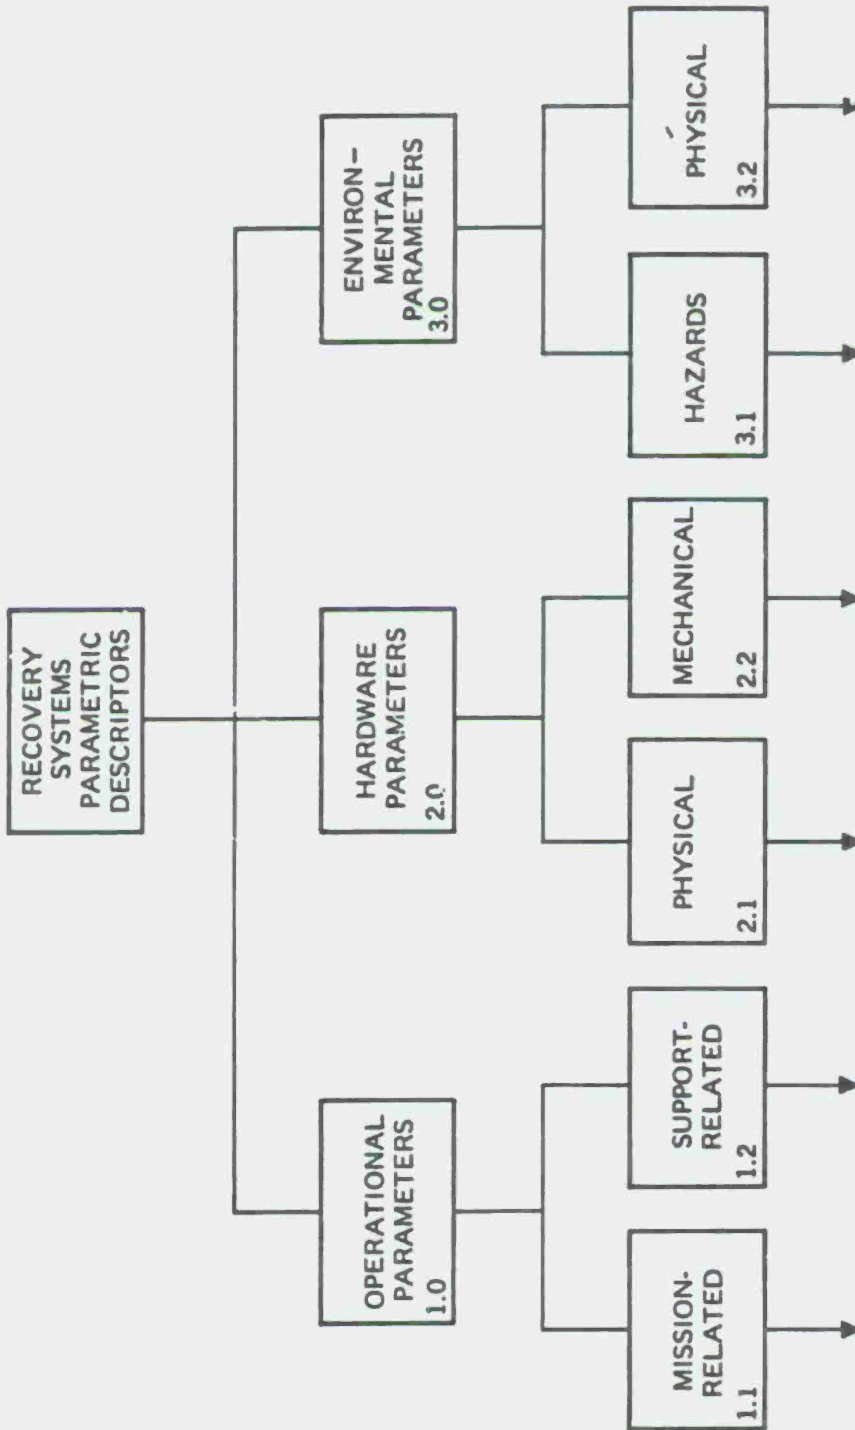 RECOVERY
SYSTEMS
PARAMETRIC
DESCRIPTORS
OPERATIONAL
PARAMETERS
1.0
HARDWARE
PARAMETERS
2.0
ENVIRON-
MENTAL
PARAMETERS
3.0
MISSION-
RELATED
1.1
SUPPORT-
RELATED
1.2
PHYSICAL
2.1
MECHANICAL
2.2
HAZARDS
3.1
PHYSICAL
3.2